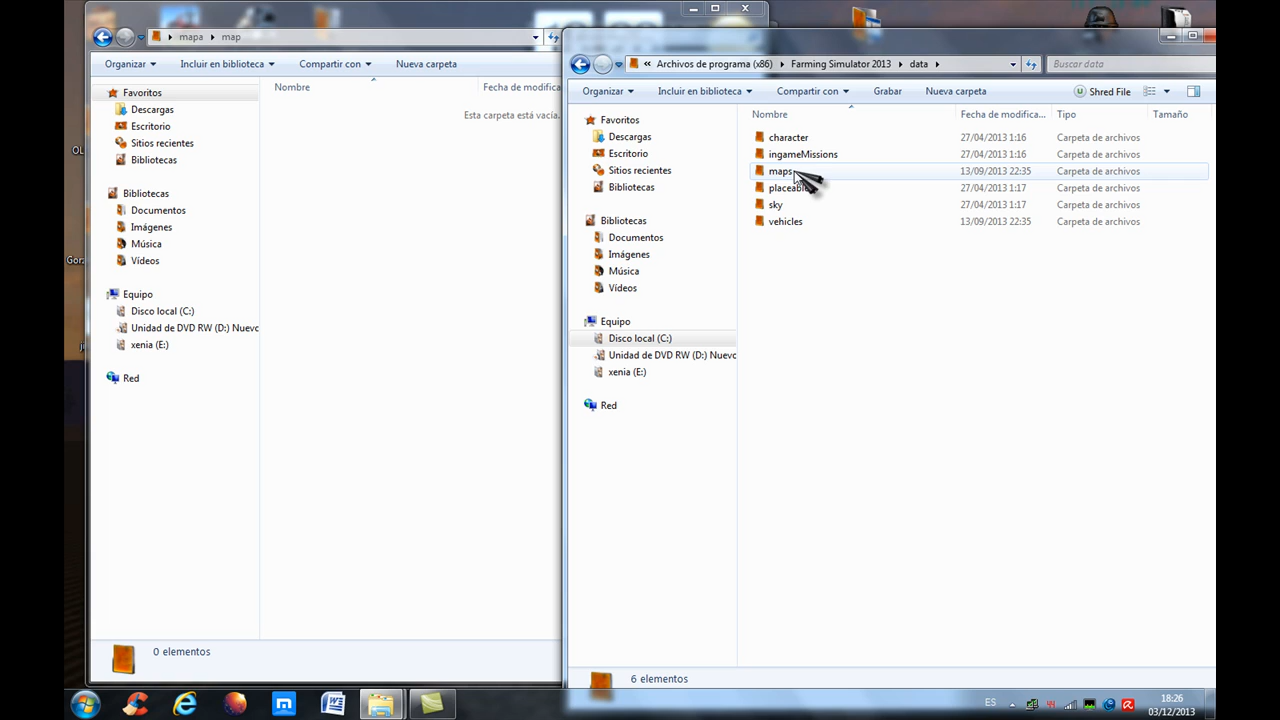 mapa ▸ map
Organizar
Incluir en biblioteca
Compartir con
Nueva carpeta
Favoritos
Descargas
Escritorio
Sitios recientes
Bibliotecas
Bibliotecas
Documentos
Imágenes
Música
Vídeos
Equipo
Disco local (C:)
Unidad de DVD RW (D:) Nuevo
xenia (E:)
Red
Nombre
Fecha de modifica
Esta carpeta está vacía.
0 elementos
« Archivos de programa (x86) ▸ Farming Simulator 2013 ▸ data ▸
Buscar data
Organizar
Incluir en biblioteca
Compartir con
Grabar
Nueva carpeta
Shred File
Favoritos
Descargas
Escritorio
Sitios recientes
Bibliotecas
Bibliotecas
Documentos
Imágenes
Música
Vídeos
Equipo
Disco local (C:)
Unidad de DVD RW (D:) Nuevo
xenia (E:)
Red
Nombre Fecha de modifica... Tipo Tamaño
character 27/04/2013 1:16 Carpeta de archivos
ingameMissions 27/04/2013 1:16 Carpeta de archivos
maps 13/09/2013 22:35 Carpeta de archivos
placeable 27/04/2013 1:17 Carpeta de archivos
sky 27/04/2013 1:17 Carpeta de archivos
vehicles 13/09/2013 22:35 Carpeta de archivos
6 elementos
ES
18:26
03/12/2013